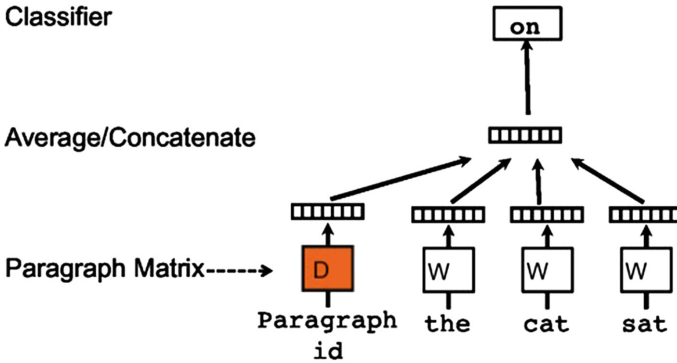 Classifier
on
Average/Concatenate
Paragraph Matrix
D
W
W
W
Paragraph
id
the
cat
sat